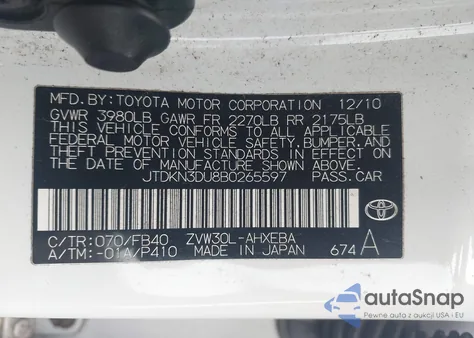 MFD.BY: TOYOTA MOTOR CORPORATION 12/10
GVWR 3980LB GAWR FR 2270LB RR 2175LB
THIS VEHICLE CONFORMS TO ALL APPLICABLE
FEDERAL MOTOR VEHICLE SAFETY, BUMPER, AND
THEFT PREVENTION STANDARDS IN EFFECT ON THE
DATE OF MANUFACTURE SHOWN ABOVE.
JTDKN3DU8B0265597 PASS.CAR
C/TR:070/FB40 ZVW30L-AHXEBA
A/TM:-01A/P410 MADE IN JAPAN 674 A
autoSnap
Pewne auta z USA i EU